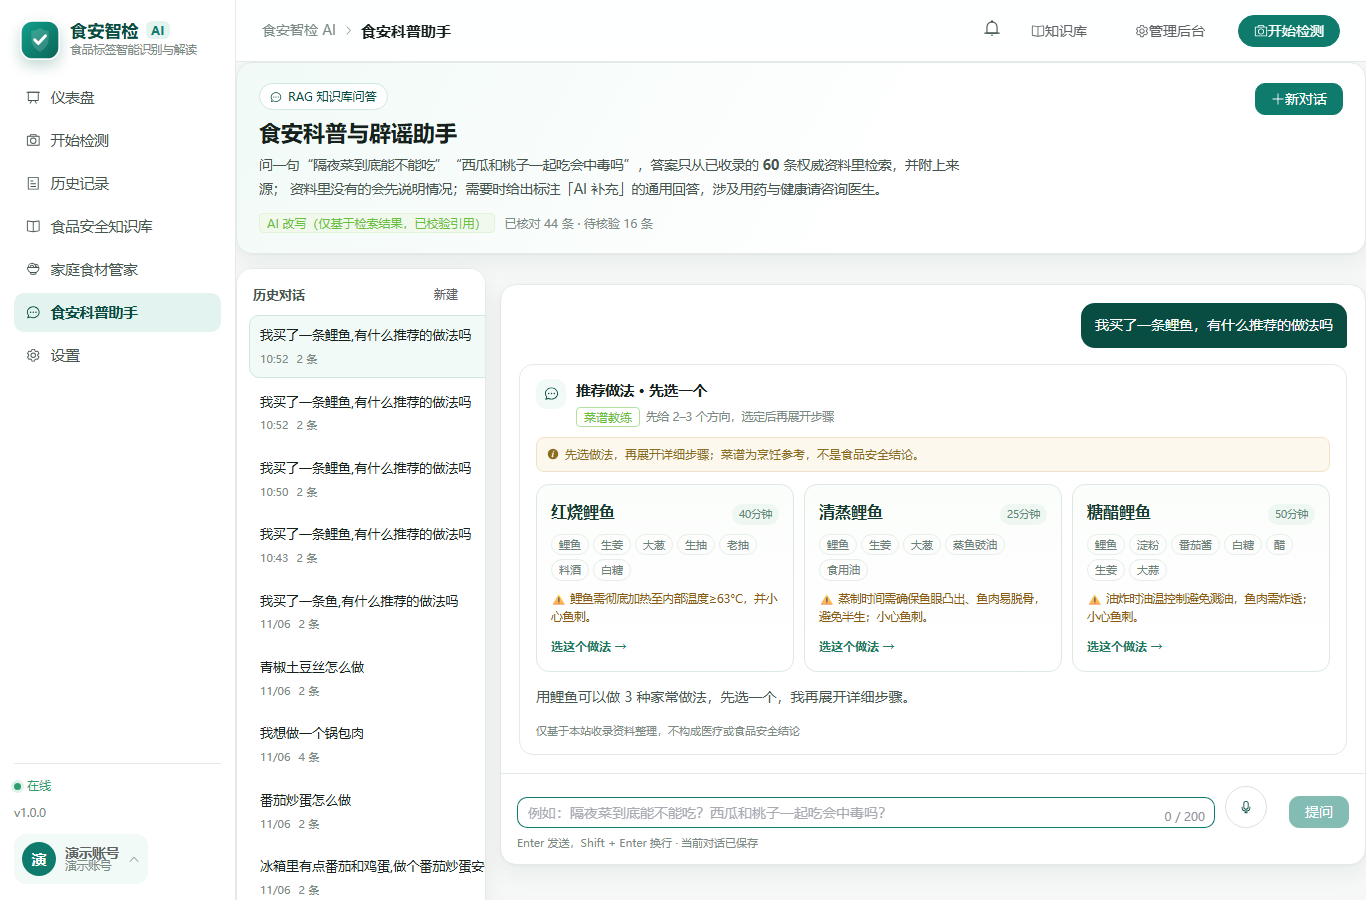 食安智检 AI
食品标签智能识别与解读
仪表盘
开始检测
历史记录
食品安全知识库
家庭食材管家
食安科普助手
设置
在线
v1.0.0
演
演示账号
演示账号
食安智检 AI > 食安科普助手
知识库
管理后台
开始检测
RAG 知识库问答
+新对话
食安科普与辟谣助手
问一句“隔夜菜到底能不能吃”“西瓜和桃子一起吃会中毒吗”，答案只从已收录的 60 条权威资料里检索，并附上来
源；资料里没有的会先说明情况；需要时给出标注「AI 补充」的通用回答，涉及用药与健康请咨询医生。
AI 改写（仅基于检索结果，已校验引用） 已核对 44 条 · 待核验 16 条
历史对话 新建
我买了一条鲤鱼,有什么推荐的做法吗
10:52 2 条
我买了一条鲤鱼,有什么推荐的做法吗
10:52 2 条
我买了一条鲤鱼,有什么推荐的做法吗
10:50 2 条
我买了一条鲤鱼,有什么推荐的做法吗
10:43 2 条
我买了一条鱼,有什么推荐的做法吗
11/06 2 条
青椒土豆丝怎么做
11/06 2 条
我想做一个锅包肉
11/06 4 条
番茄炒蛋怎么做
11/06 2 条
冰箱里有点番茄和鸡蛋,做个番茄炒蛋安
11/06 2 条
我买了一条鲤鱼，有什么推荐的做法吗
推荐做法 • 先选一个
菜谱教练 先给 2–3 个方向，选定后再展开步骤
先选做法，再展开详细步骤；菜谱为烹饪参考，不是食品安全结论。
红烧鲤鱼 40分钟
鲤鱼 生姜 大葱 生抽 老抽
料酒 白糖
鲤鱼需彻底加热至内部温度≥63°C，并小
心鱼刺。
选这个做法 →
清蒸鲤鱼 25分钟
鲤鱼 生姜 大葱 蒸鱼豉油
食用油
蒸制时间需确保鱼眼凸出、鱼肉易脱骨，
避免半生；小心鱼刺。
选这个做法 →
糖醋鲤鱼 50分钟
鲤鱼 淀粉 番茄酱 白糖 醋
生姜 大蒜
油炸时油温控制避免溅油，鱼肉需炸透；
小心鱼刺。
选这个做法 →
用鲤鱼可以做 3 种家常做法，先选一个，我再展开详细步骤。
仅基于本站收录资料整理，不构成医疗或食品安全结论
例如：隔夜菜到底能不能吃？西瓜和桃子一起吃会中毒吗？
0 / 200
提问
Enter 发送，Shift + Enter 换行 · 当前对话已保存